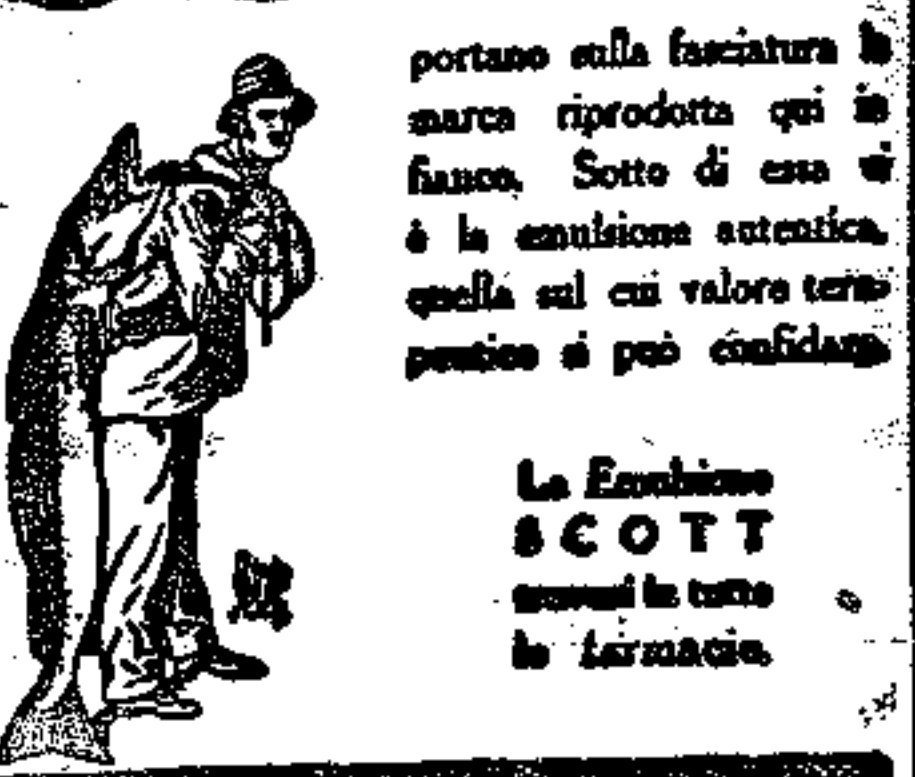 portano sulla fasciatura la
marca riprodotta qui in
fianco. Sotto di essa vi
è la emulsione autentica,
quella sul cui valore tera-
peutico si può confidare.
La Emulsione
SCOTT
trovasi in tutte
le farmacie.